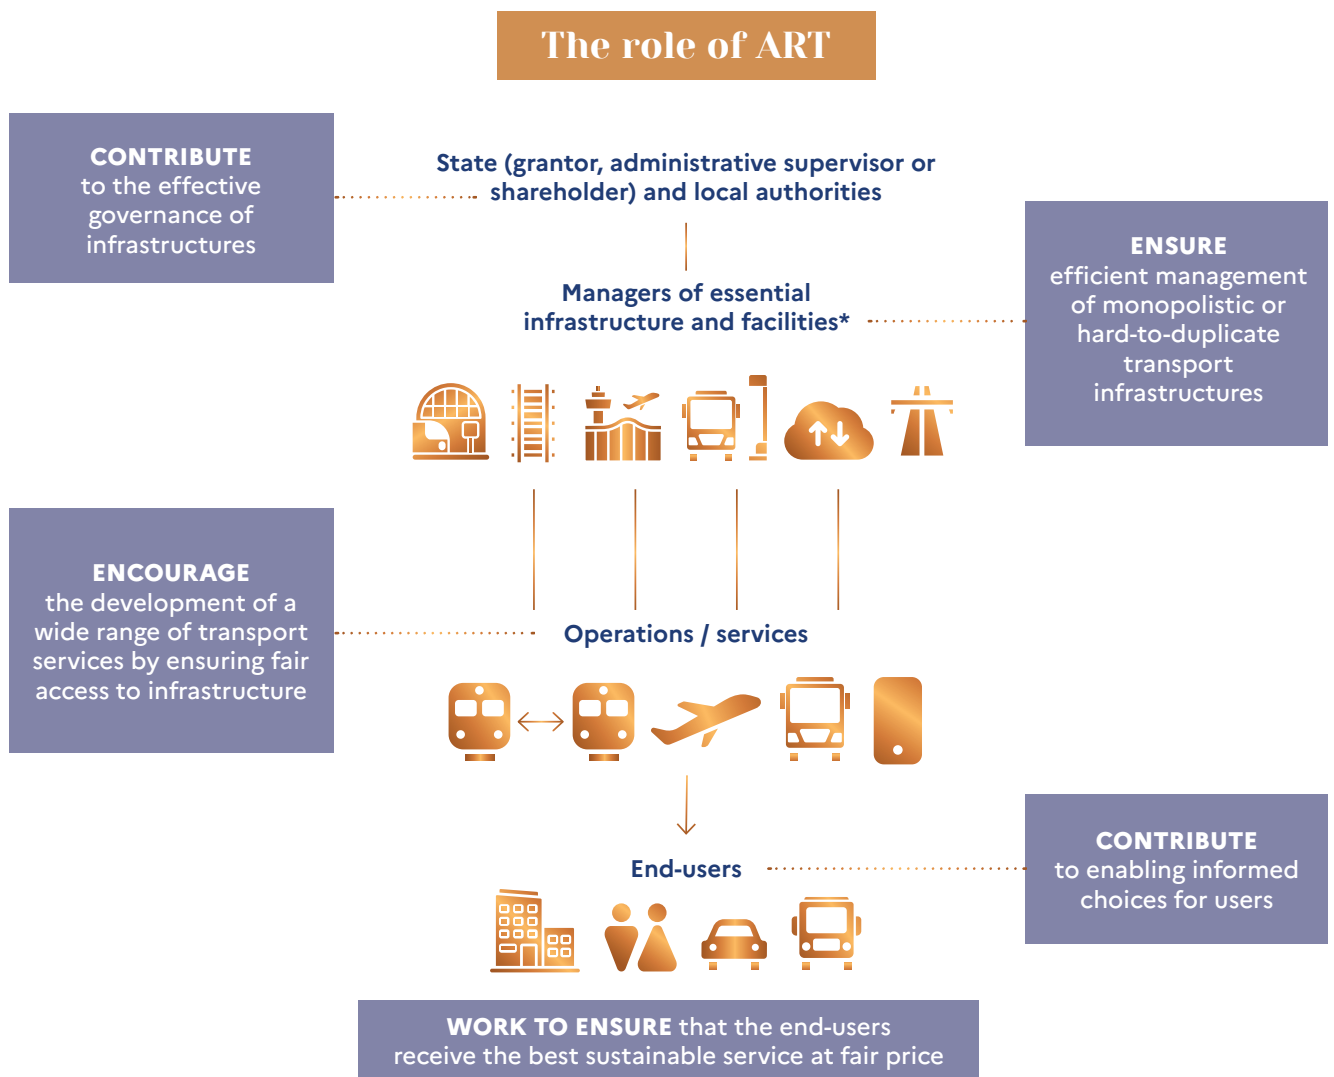 The role of ART
CONTRIBUTE
to the effective
governance of
infrastructures
State (grantor, administrative supervisor or
shareholder) and local authorities
ENSURE
efficient management
of monopolistic or
hard-to-duplicate
transport
infrastructures
Managers of essential
infrastructure and facilities*
ENCOURAGE
the development of a
wide range of transport
services by ensuring fair
access to infrastructure
Operations / services
CONTRIBUTE
to enabling informed
choices for users
End-users
WORK TO ENSURE that the end-users
receive the best sustainable service at fair price